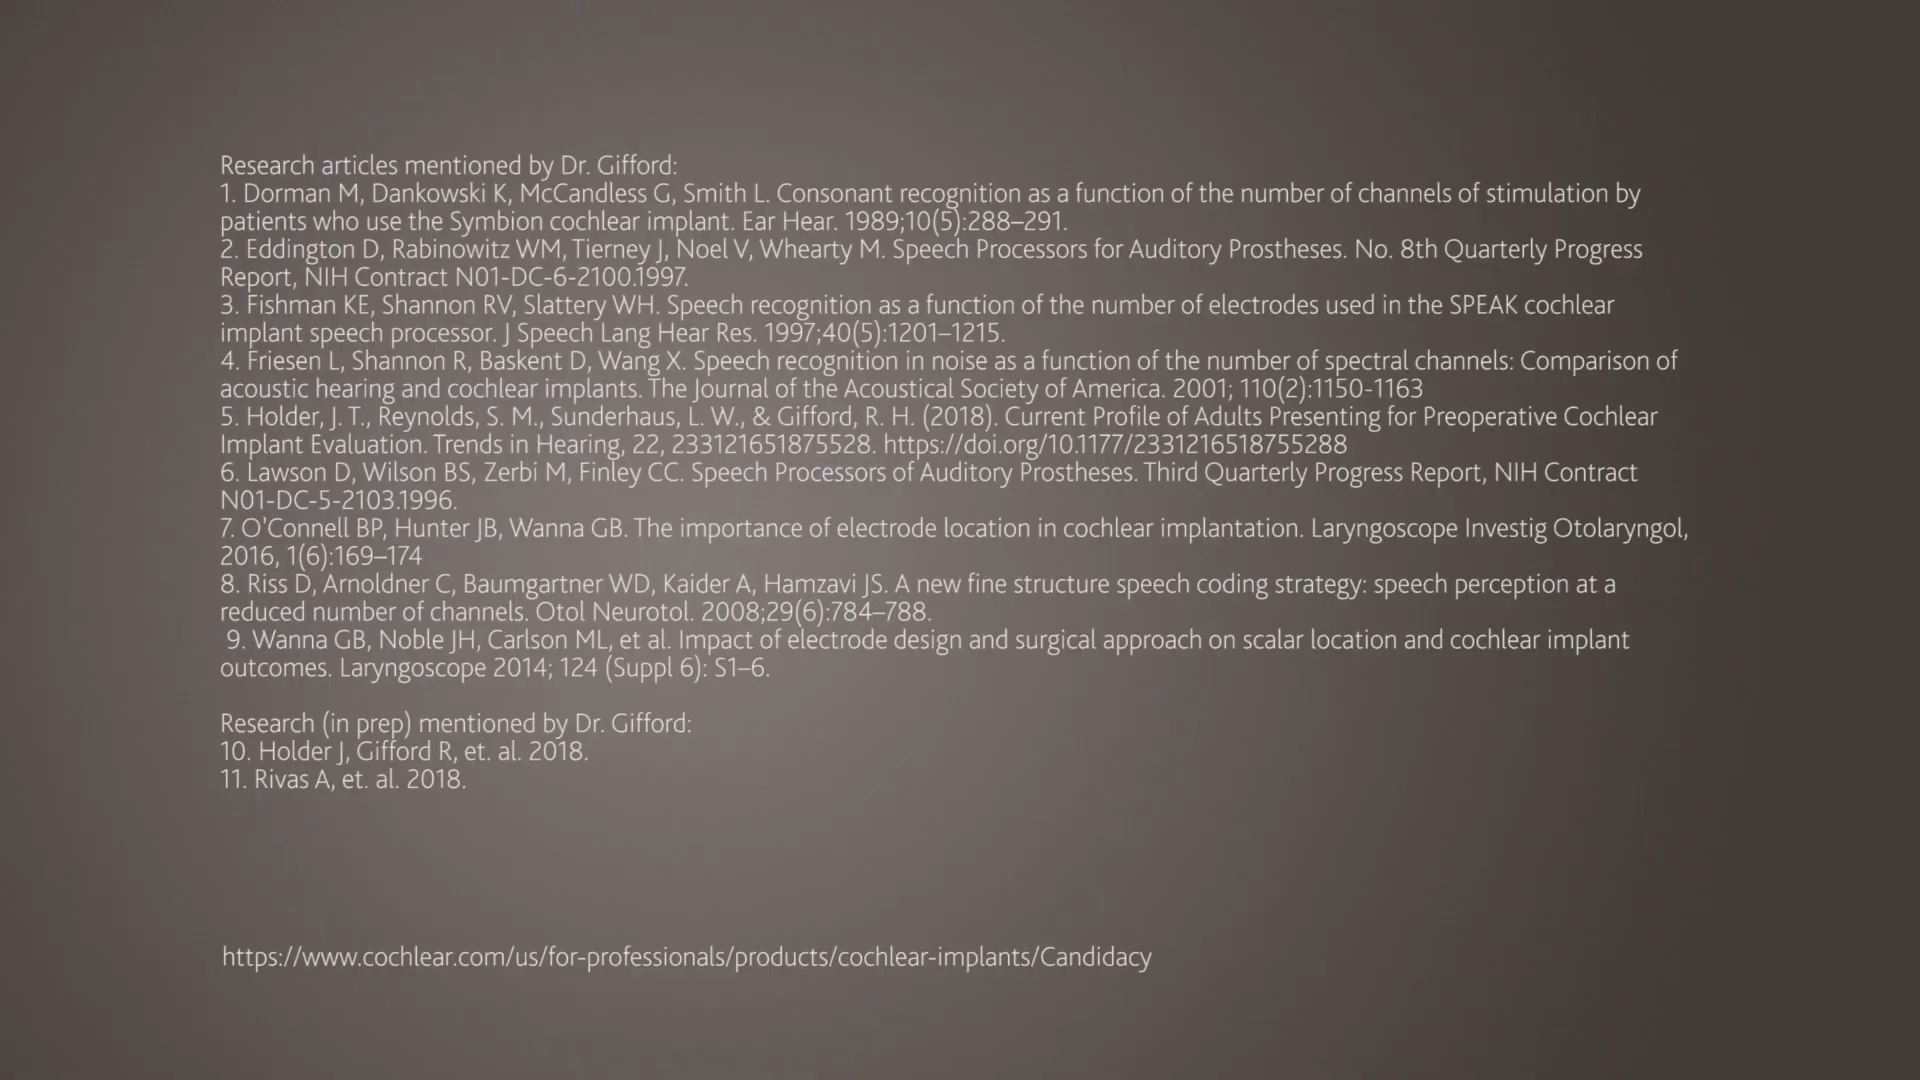 Research articles mentioned by Dr. Gifford:
1. Dorman M, Dankowski K, McCandless G, Smith L. Consonant recognition as a function of the number of channels of stimulation by
patients who use the Symbion cochlear implant. Ear Hear. 1989;10(5):288–291.
2. Eddington D, Rabinowitz WM, Tierney J, Noel V, Whearty M. Speech Processors for Auditory Prostheses. No. 8th Quarterly Progress
Report, NIH Contract N01-DC-6-2100.1997.
3. Fishman KE, Shannon RV, Slattery WH. Speech recognition as a function of the number of electrodes used in the SPEAK cochlear
implant speech processor. J Speech Lang Hear Res. 1997;40(5):1201–1215.
4. Friesen L, Shannon R, Baskent D, Wang X. Speech recognition in noise as a function of the number of spectral channels: Comparison of
acoustic hearing and cochlear implants. The Journal of the Acoustical Society of America. 2001; 110(2):1150-1163
5. Holder, J. T., Reynolds, S. M., Sunderhaus, L. W., & Gifford, R. H. (2018). Current Profile of Adults Presenting for Preoperative Cochlear
Implant Evaluation. Trends in Hearing, 22, 233121651875528. https://doi.org/10.1177/2331216518755288
6. Lawson D, Wilson BS, Zerbi M, Finley CC. Speech Processors of Auditory Prostheses. Third Quarterly Progress Report, NIH Contract
N01-DC-5-2103.1996.
7. O'Connell BP, Hunter JB, Wanna GB. The importance of electrode location in cochlear implantation. Laryngoscope Investig Otolaryngol,
2016, 1(6):169–174
8. Riss D, Arnoldner C, Baumgartner WD, Kaider A, Hamzavi JS. A new fine structure speech coding strategy: speech perception at a
reduced number of channels. Otol Neurotol. 2008;29(6):784–788.
9. Wanna GB, Noble JH, Carlson ML, et al. Impact of electrode design and surgical approach on scalar location and cochlear implant
outcomes. Laryngoscope 2014; 124 (Suppl 6): S1–6.
Research (in prep) mentioned by Dr. Gifford:
10. Holder J, Gifford R, et. al. 2018.
11. Rivas A, et. al. 2018.
https://www.cochlear.com/us/for-professionals/products/cochlear-implants/Candidacy